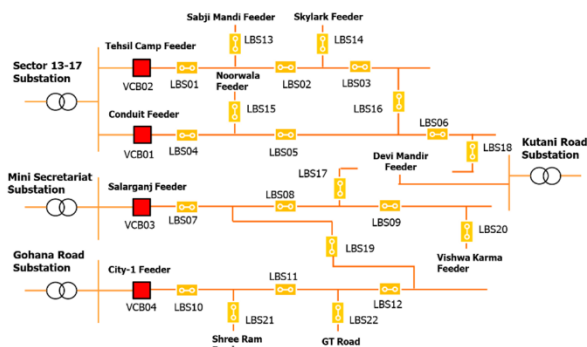 Sabji Mandi Feeder
Skylark Feeder
Tehsil Camp Feeder
LBS13
LBS14
Sector 13-17
Substation
VCB02
LBS01
Noorwala
Feeder
LBS02
LBS03
LBS15
LBS16
Conduit Feeder
LBS06
VCB01
LBS04
LBS05
LBS18
Kutani Road
Substation
Mini Secretariat
Substation
Devi Mandir
Feeder
LBS17
Salarganj Feeder
LBS08
VCB03
LBS07
LBS09
LBS20
LBS19
Vishwa Karma
Feeder
Gohana Road
Substation
City-1 Feeder
LBS11
VCB04
LBS10
LBS12
LBS21
LBS22
Shree Ram
GT Road